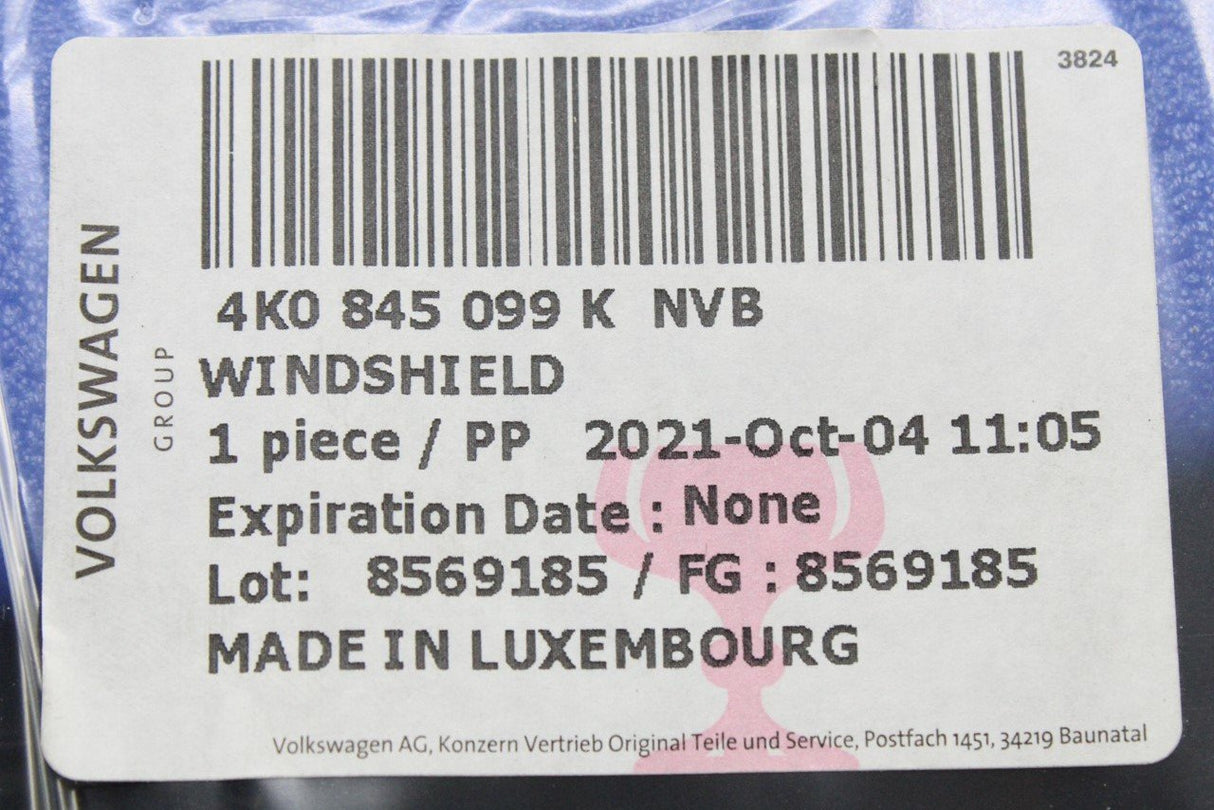 3824
VOLKSWAGEN
GROUP
4K0 845 099 K NVB
WINDSHIELD
1 piece / PP 2021-Oct-04 11:05
Expiration Date : None
Lot: 8569185 / FG : 8569185
MADE IN LUXEMBOURG
Volkswagen AG, Konzern Vertrieb Original Teile und Service, Postfach 1451, 34219 Baunatal